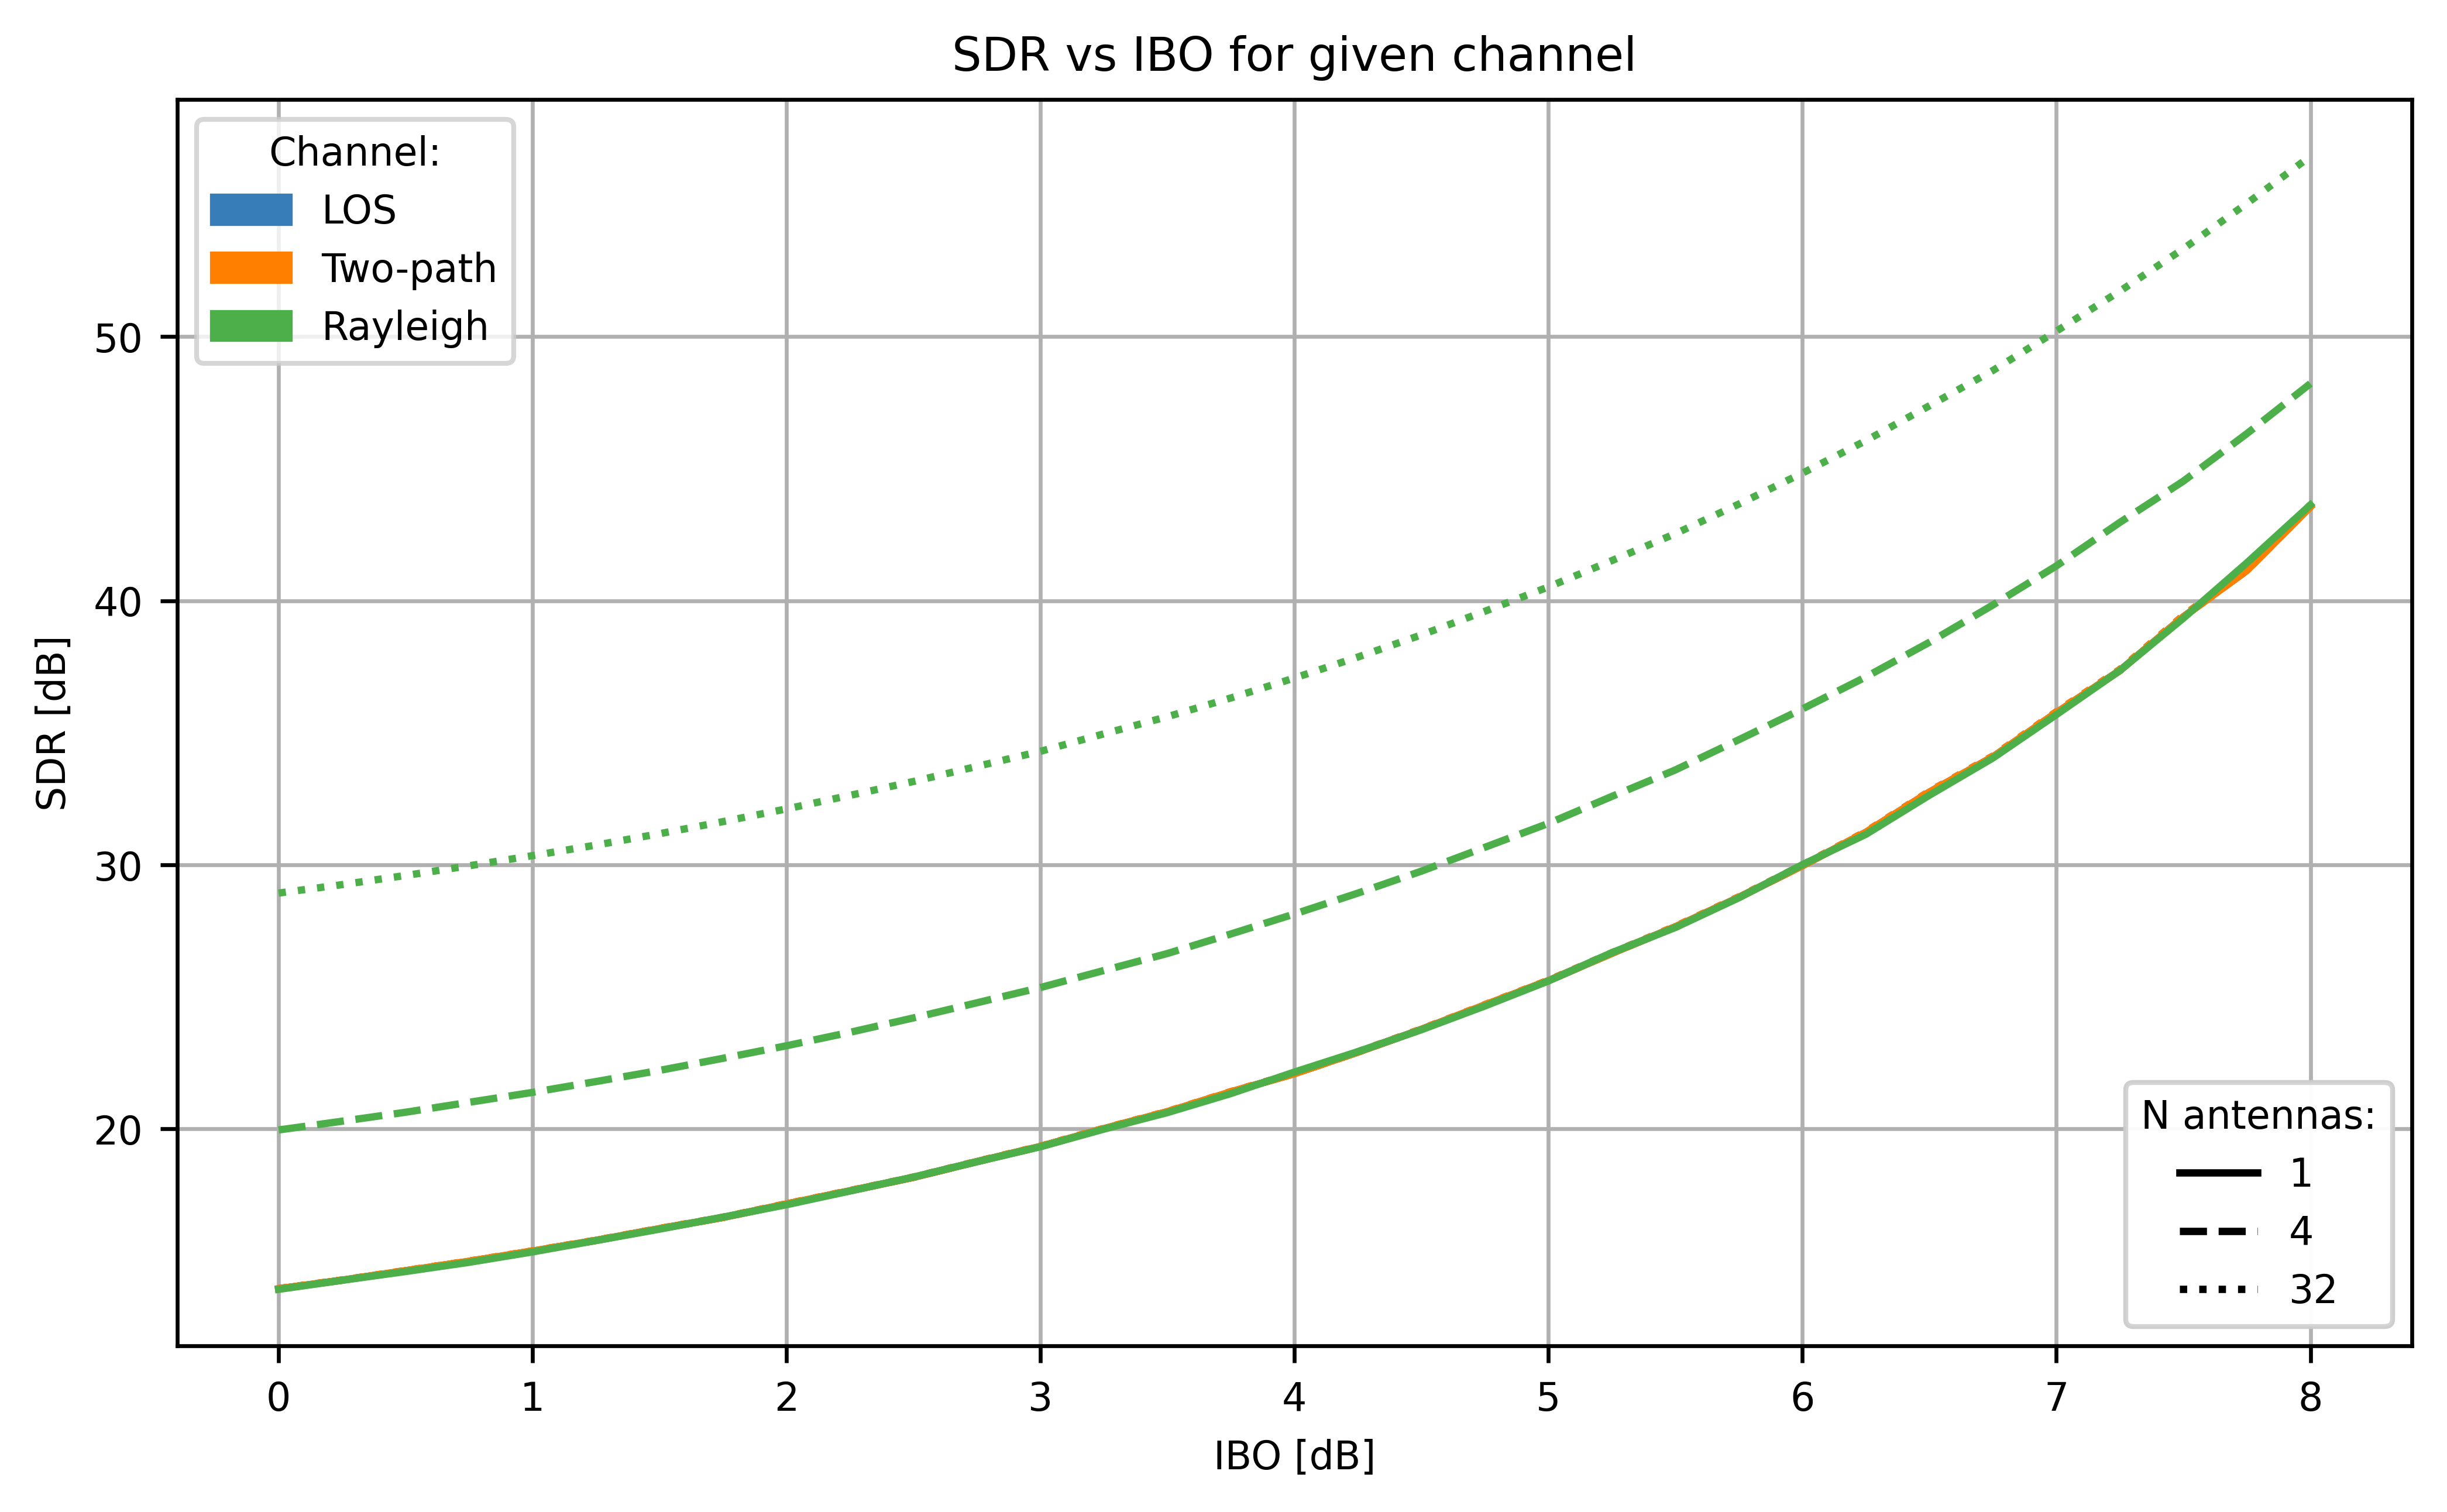 SDR vs IBO for given channel
Channel:
LOS
Two-path
Rayleigh
50
40
30
20
SDR [dB]
N antennas:
1
4
32
0 1 2 3 4 5 6 7 8
IBO [dB]